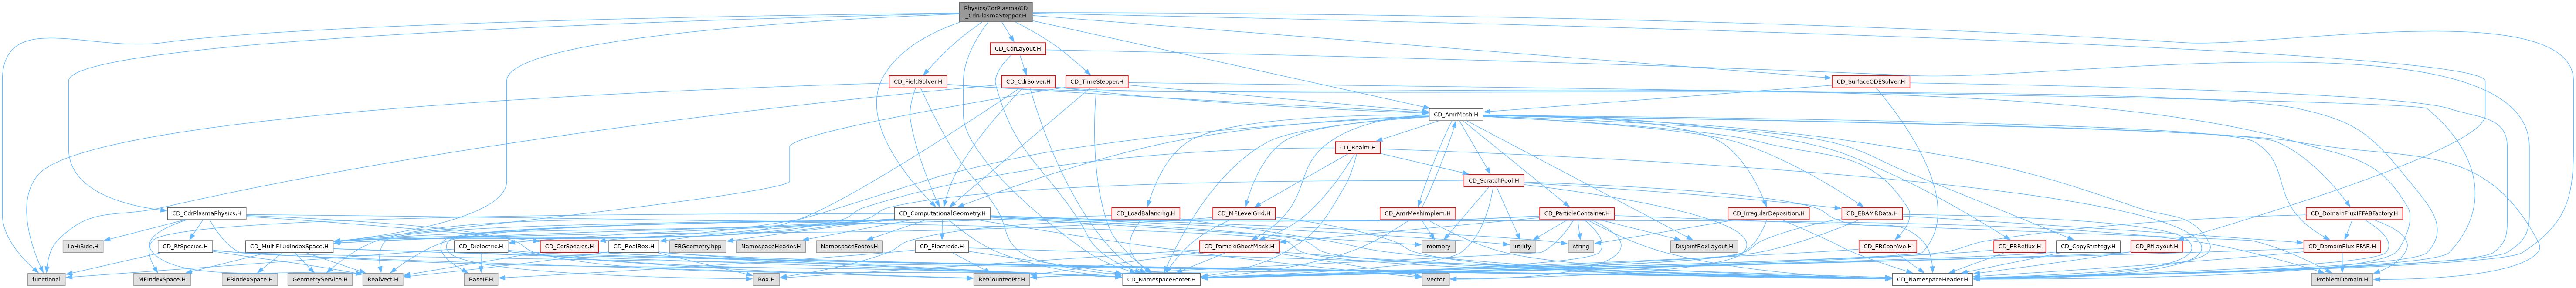 Physics/CdrPlasma/CD
_CdrPlasmaStepper.H
CD_CdrLayout.H
CD_FieldSolver.H
CD_CdrSolver.H
CD_TimeStepper.H
CD_SurfaceODESolver.H
CD_AmrMesh.H
CD_Realm.H
CD_ScratchPool.H
CD_CdrPlasmaPhysics.H
CD_ComputationalGeometry.H
CD_LoadBalancing.H
CD_MFLevelGrid.H
CD_AmrMeshImplem.H
CD_ParticleContainer.H
CD_IrregularDeposition.H
CD_EBAMRData.H
CD_DomainFluxIFFABFactory.H
LoHiSide.H
CD_RtSpecies.H
CD_MultiFluidIndexSpace.H
CD_Dielectric.H
CD_CdrSpecies.H
CD_RealBox.H
EBGeometry.hpp
NamespaceHeader.H
NamespaceFooter.H
CD_Electrode.H
CD_ParticleGhostMask.H
memory
utility
string
DisjointBoxLayout.H
CD_EBCoarAve.H
CD_EBReflux.H
CD_CopyStrategy.H
CD_RtLayout.H
CD_DomainFluxIFFAB.H
functional
MFIndexSpace.H
EBIndexSpace.H
GeometryService.H
RealVect.H
BaseIF.H
Box.H
RefCountedPtr.H
CD_NamespaceFooter.H
vector
CD_NamespaceHeader.H
ProblemDomain.H